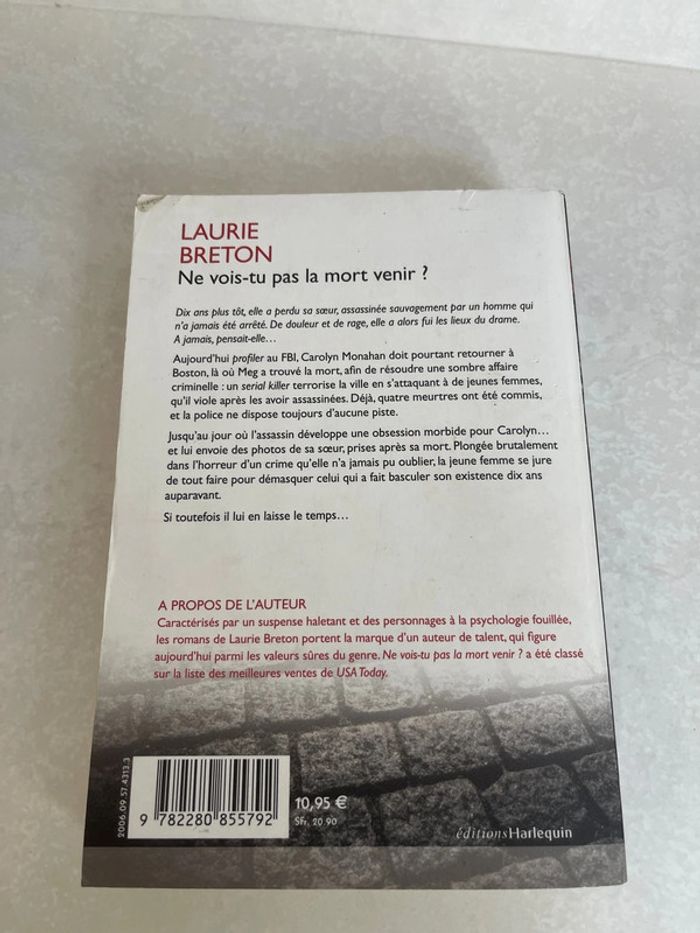 LAURIE
BRETON
Ne vois-tu pas la mort venir ?
Dix ans plus tôt, elle a perdu sa sœur, assassinée sauvagement par un homme qui
n'a jamais été arrêté. De douleur et de rage, elle a alors fui les lieux du drame.
A jamais, pensait-elle…
Aujourd'hui profiler au FBI, Carolyn Monahan doit pourtant retourner à
Boston, là où Meg a trouvé la mort, afin de résoudre une sombre affaire
criminelle : un serial killer terrorise la ville en s'attaquant à de jeunes femmes,
qu'il viole après les avoir assassinées. Déjà, quatre meurtres ont été commis,
et la police ne dispose toujours d'aucune piste.
Jusqu'au jour où l'assassin développe une obsession morbide pour Carolyn…
et lui envoie des photos de sa sœur, prises après sa mort. Plongée brutalement
dans l'horreur d'un crime qu'elle n'a jamais pu oublier, la jeune femme se jure
de tout faire pour démasquer celui qui a fait basculer son existence dix ans
auparavant.
Si toutefois il lui en laisse le temps…
A PROPOS DE L'AUTEUR
Caractérisés par un suspense haletant et des personnages à la psychologie fouillée,
les romans de Laurie Breton portent la marque d'un auteur de talent, qui figure
aujourd'hui parmi les valeurs sûres du genre. Ne vois-tu pas la mort venir ? a été classé
sur la liste des meilleures ventes de USA Today.
2006.09.57.4313.3
9 782280 855792
10,95 €
SFr. 20.90
éditions Harlequin